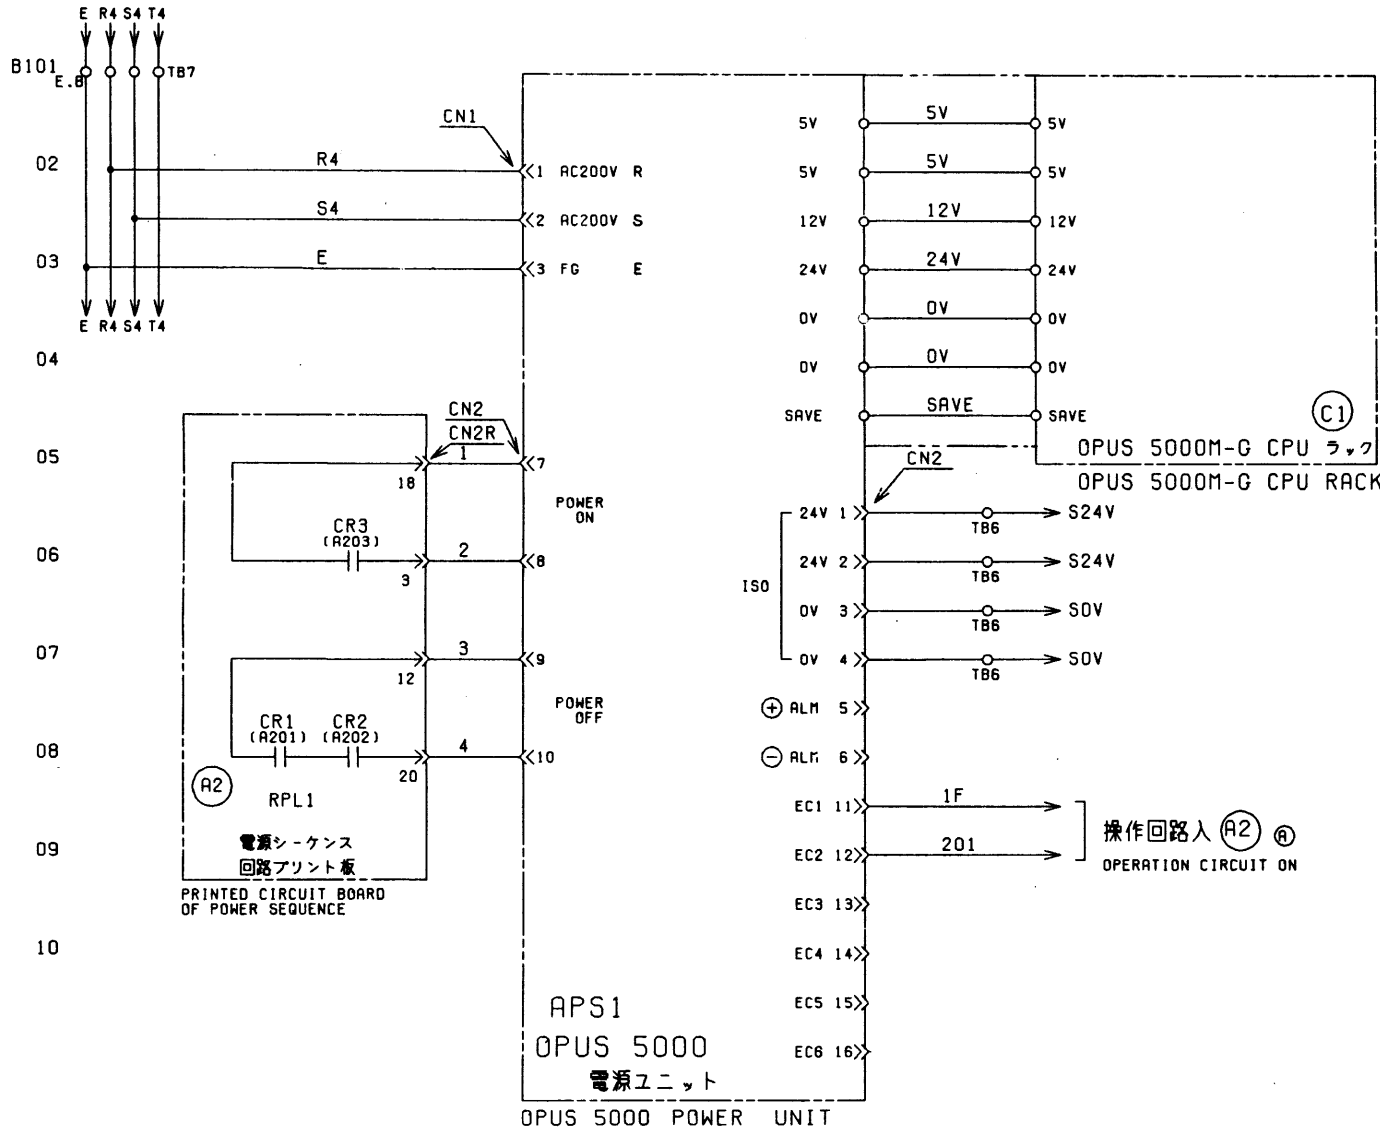 E R4 S4 T4
B101
E.B
TB7
CN1
5V 5V 5V
02
R4
1 AC200V R
5V 5V 5V
S4
2 AC200V S
12V 12V 12V
03
E
3 FG E
24V 24V 24V
E R4 S4 T4
0V 0V 0V
04
0V 0V 0V
SAVE SAVE SAVE
C1
OPUS 5000M-G CPU ラック
OPUS 5000M-G CPU RACK
CN2
CN2R
05
1
18
7
POWER
ON
CR3
(A203)
06
2
3
8
CN2
24V 1
TB6
S24V
24V 2
TB6
S24V
ISO
0V 3
TB6
S0V
0V 4
TB6
S0V
07
3
12
9
POWER
OFF
CR1
(A201)
CR2
(A202)
08
4
20
10
A2
RPL1
電源シーケンス
回路プリント板
PRINTED CIRCUIT BOARD
OF POWER SEQUENCE
+ ALM 5
− ALM 6
EC1 11
1F
09
EC2 12
201
操作回路入 A2 A
OPERATION CIRCUIT ON
EC3 13
10
EC4 14
EC5 15
EC6 16
APS1
OPUS 5000
電源ユニット
OPUS 5000 POWER UNIT